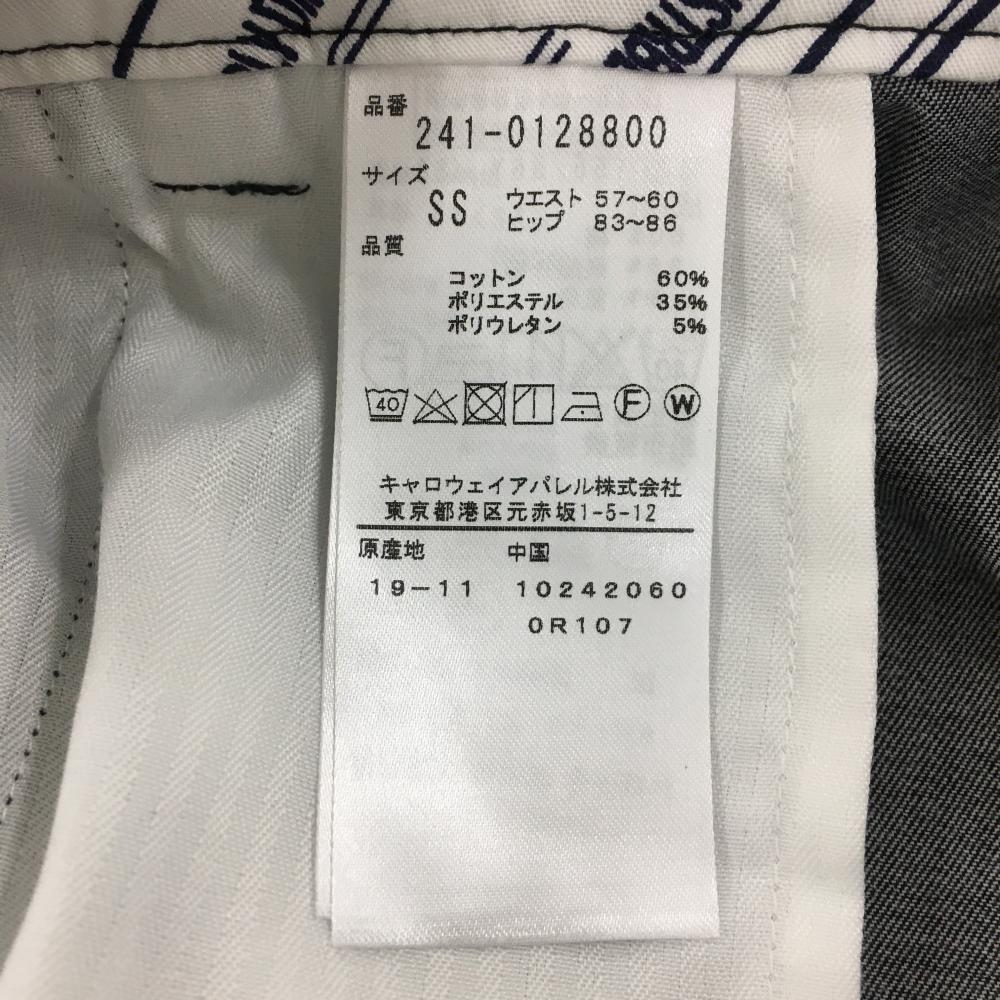 品番
241-0128800
サイズ
SS ウエスト 57〜60
ヒップ 83〜86
品質
コットン 60%
ポリエステル 35%
ポリウレタン 5%
40 F W
キャロウェイアパレル株式会社
東京都港区元赤坂1-5-12
原産地 中国
19-11 10242060
0R107